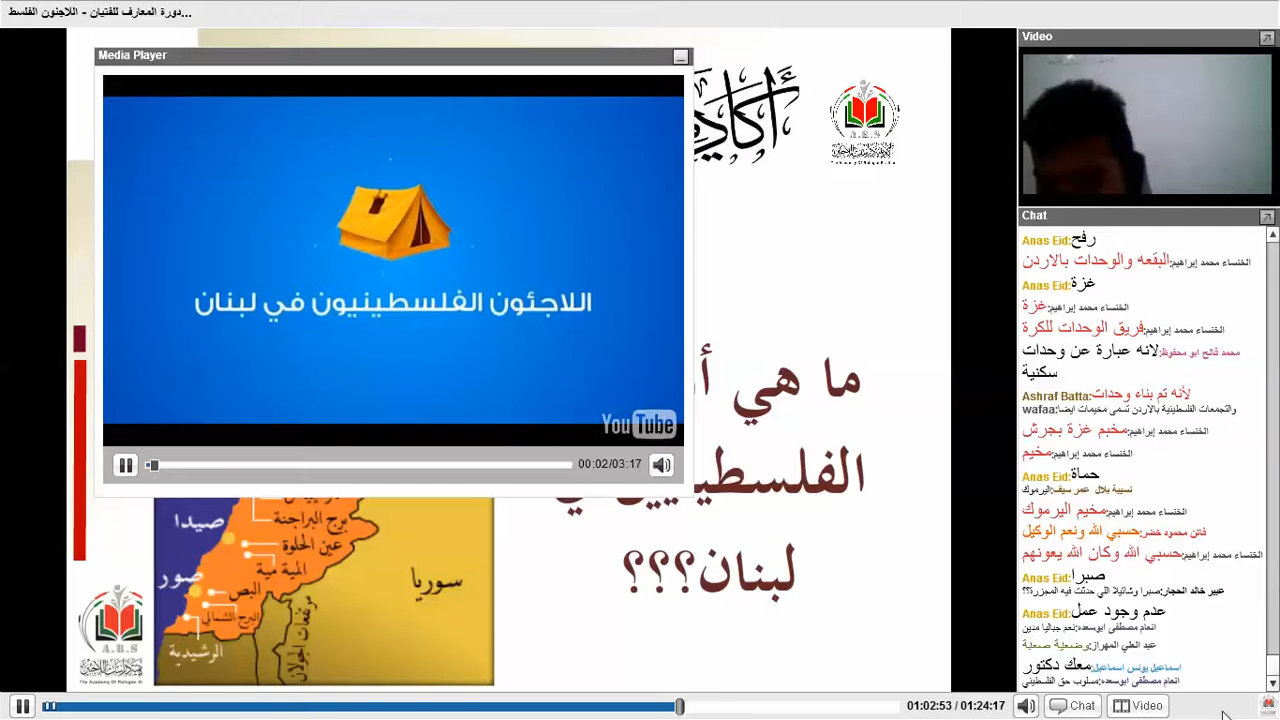 دورة المعارف للفتيان - اللاجئون الفلسط...
Media Player
اللاجئون الفلسطينيون في لبنان
YouTube
00:02/03:17
A.R.S
ما هي
لبنان؟؟؟
صيدا
برج البراجنة
عين الحلوة
المية مية
صور
البص
البرج الشمالي
الرشيدية
سوريا
مرتفعات الجولان
A.R.S
Video
Chat
Anas Eid:رفح
الخنساء محمد إبراهيم:البقعه والوحدات بالاردن
Anas Eid:غزة
الخنساء محمد إبراهيم:غزة
الخنساء محمد إبراهيم:فريق الوحدات للكرة
محمد فالح ابو محفوظ:لانه عبارة عن وحدات
سكنية
Ashraf Batta:لأنه تم بناء وحدات
wafaa:والتجمعات الفلسطينية بالاردن تسمى مخيمات ايضا
الخنساء محمد إبراهيم:مخيم غزة بجرش
الخنساء محمد إبراهيم:مخيم
Anas Eid:حماة
نسيبة بلال عمر سيف:اليرموك
الخنساء محمد إبراهيم:مخيم اليرموك
فاتن محمود خضر:حسبي الله ونعم الوكيل
الخنساء محمد إبراهيم:حسبي الله وكان الله يعونهم
Anas Eid:صبرا
عبير خالد الحجار:صبرا وشاتيلا اللي حدثت فيه المجزرة؟؟
Anas Eid:عدم وجود عمل
انعام مصطفى ابوسعده:نعم جباليا مدين
عبد العلي المهراز:وضعية صعبة
اسماعيل يونس اسماعيل:معك دكتور
انعام مصطفى ابوسعده:مسلوب حق الفلسطيني
01:02:53 / 01:24:17
Chat
Video